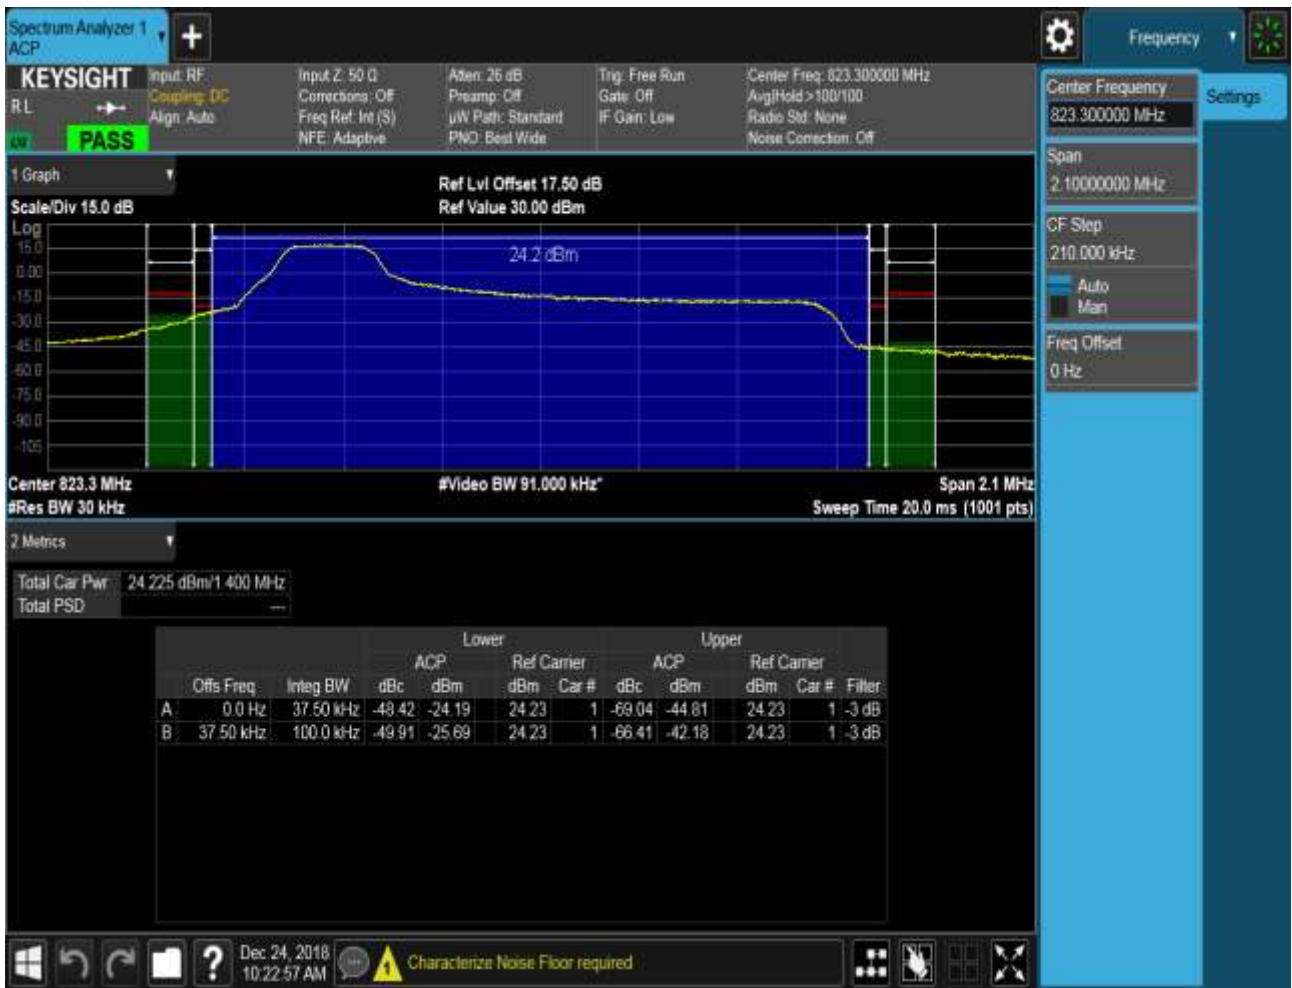 Spectrum Analyzer 1
ACP
Frequency
KEYSIGHT
R L
PASS
Input: RF
Coupling: DC
Align: Auto
Input Z: 50 Ω
Corrections: Off
Freq Ref: Int (S)
NFE: Adaptive
Atten: 26 dB
Preamp: Off
µW Path: Standard
PNO: Best Wide
Trig: Free Run
Gate: Off
IF Gain: Low
Center Freq: 823.300000 MHz
Avg|Hold:>100/100
Radio Std: None
Noise Correction: Off
Center Frequency
823.300000 MHz
Settings
Span
2.10000000 MHz
CF Step
210.000 kHz
Auto
Man
Freq Offset
0 Hz
1 Graph
Scale/Div 15.0 dB
Ref Lvl Offset 17.50 dB
Ref Value 30.00 dBm
Log
15.0
0.00
-15.0
-30.0
-45.0
-60.0
-75.0
-90.0
-105
24.2 dBm
Center 823.3 MHz
#Video BW 91.000 kHz*
Span 2.1 MHz
#Res BW 30 kHz
Sweep Time 20.0 ms (1001 pts)
2 Metrics
Total Car Pwr 24.225 dBm/1.400 MHz
Total PSD ---
Lower Upper
ACP Ref Carrier ACP Ref Carrier
Offs Freq Integ BW dBc dBm dBm Car # dBc dBm dBm Car # Filter
A 0.0 Hz 37.50 kHz -48.42 -24.19 24.23 1 -69.04 -44.81 24.23 1 -3 dB
B 37.50 kHz 100.0 kHz -49.91 -25.69 24.23 1 -66.41 -42.18 24.23 1 -3 dB
?
Dec 24, 2018
10:22:57 AM
1
Characterize Noise Floor required